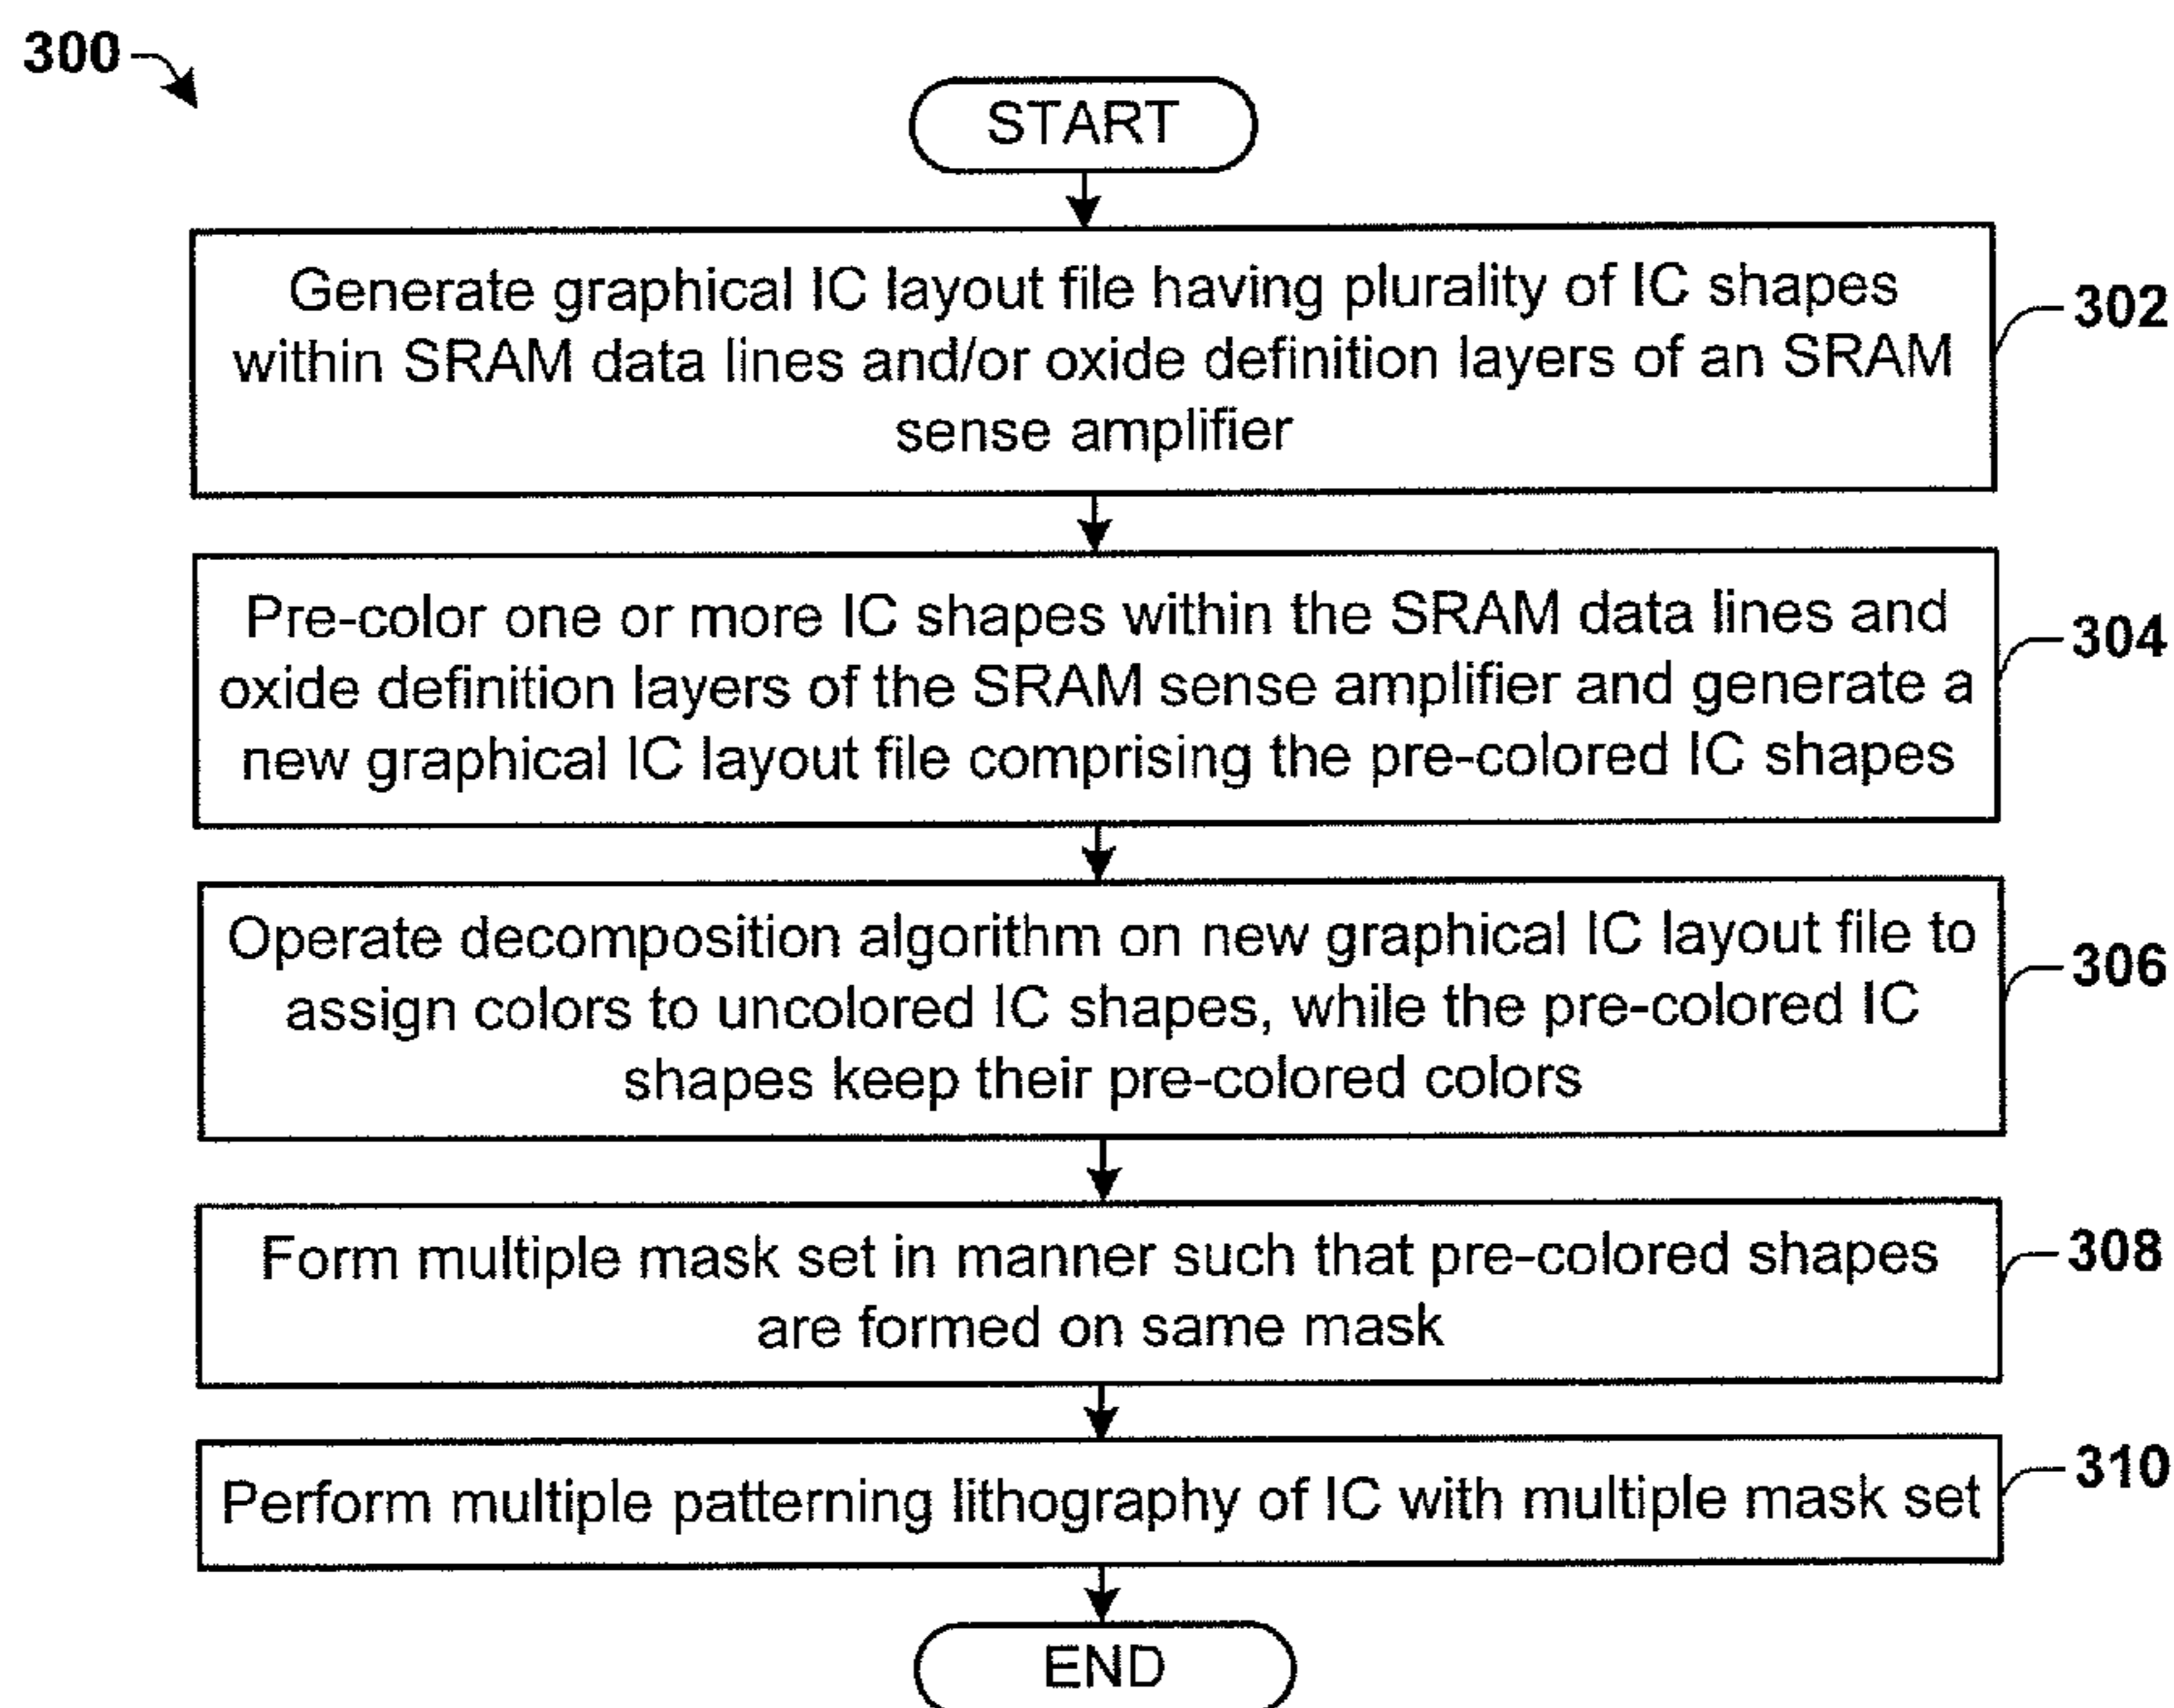 300
START
Generate graphical IC layout file having plurality of IC shapes
within SRAM data lines and/or oxide definition layers of an SRAM
sense amplifier
302
Pre-color one or more IC shapes within the SRAM data lines and
oxide definition layers of the SRAM sense amplifier and generate a
new graphical IC layout file comprising the pre-colored IC shapes
304
Operate decomposition algorithm on new graphical IC layout file to
assign colors to uncolored IC shapes, while the pre-colored IC
shapes keep their pre-colored colors
306
Form multiple mask set in manner such that pre-colored shapes
are formed on same mask
308
Perform multiple patterning lithography of IC with multiple mask set
310
END